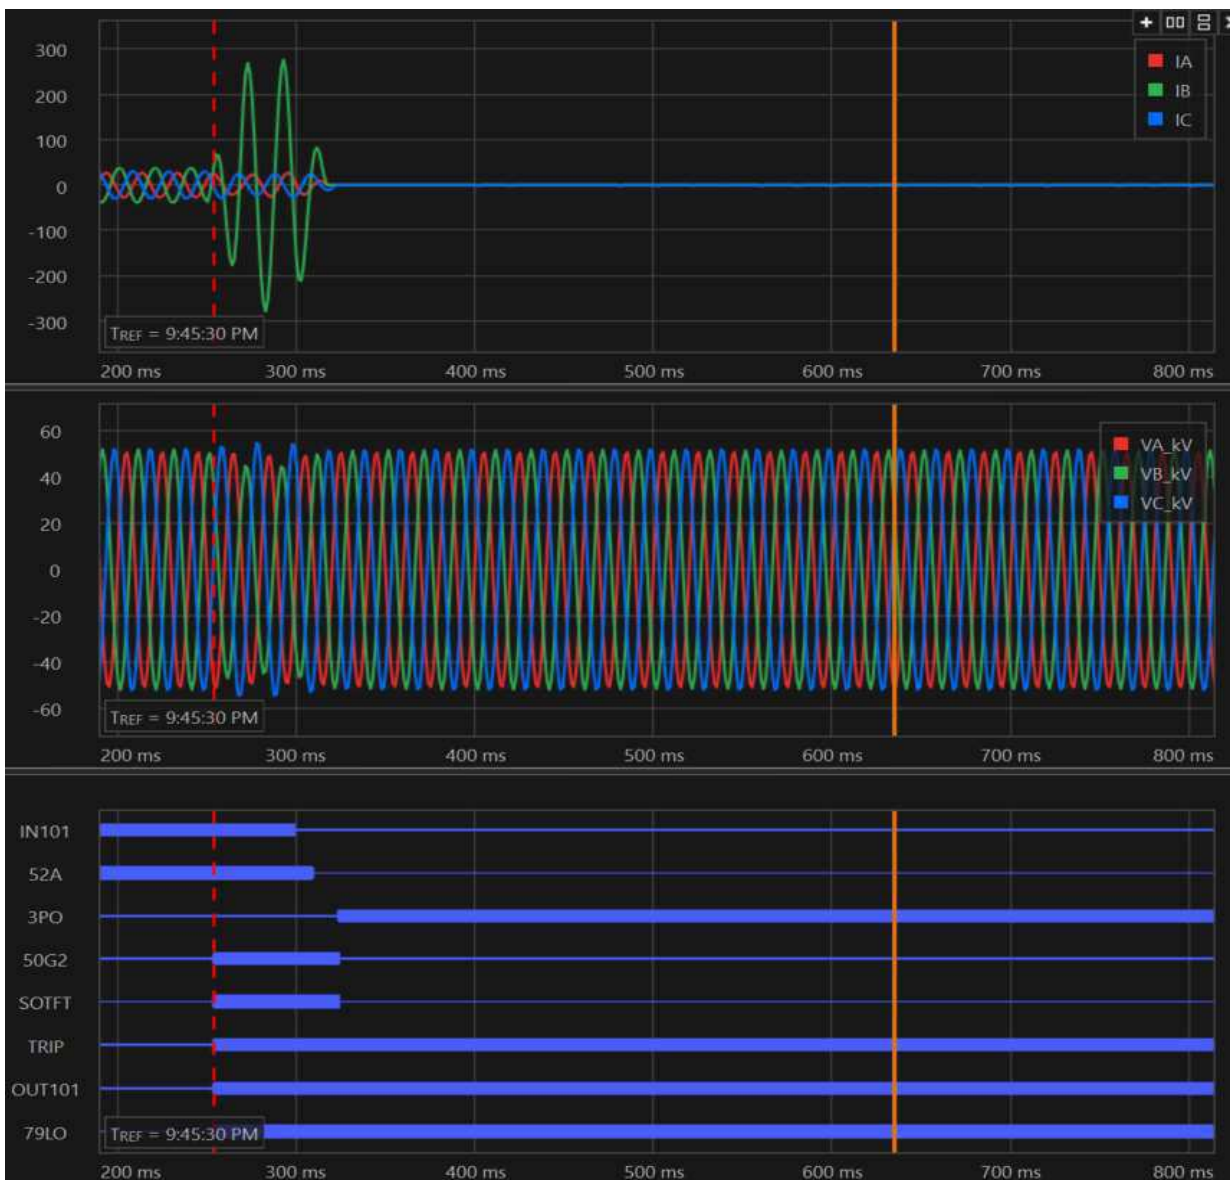 300
IA
200
IB
100
IC
0
-100
-200
-300
TREF = 9:45:30 PM
200 ms 300 ms 400 ms 500 ms 600 ms 700 ms 800 ms
60
VA_kV
40
VB_kV
20
VC_kV
0
-20
-40
-60
TREF = 9:45:30 PM
200 ms 300 ms 400 ms 500 ms 600 ms 700 ms 800 ms
IN101
52A
3PO
50G2
SOTFT
TRIP
OUT101
79LO
TREF = 9:45:30 PM
200 ms 300 ms 400 ms 500 ms 600 ms 700 ms 800 ms